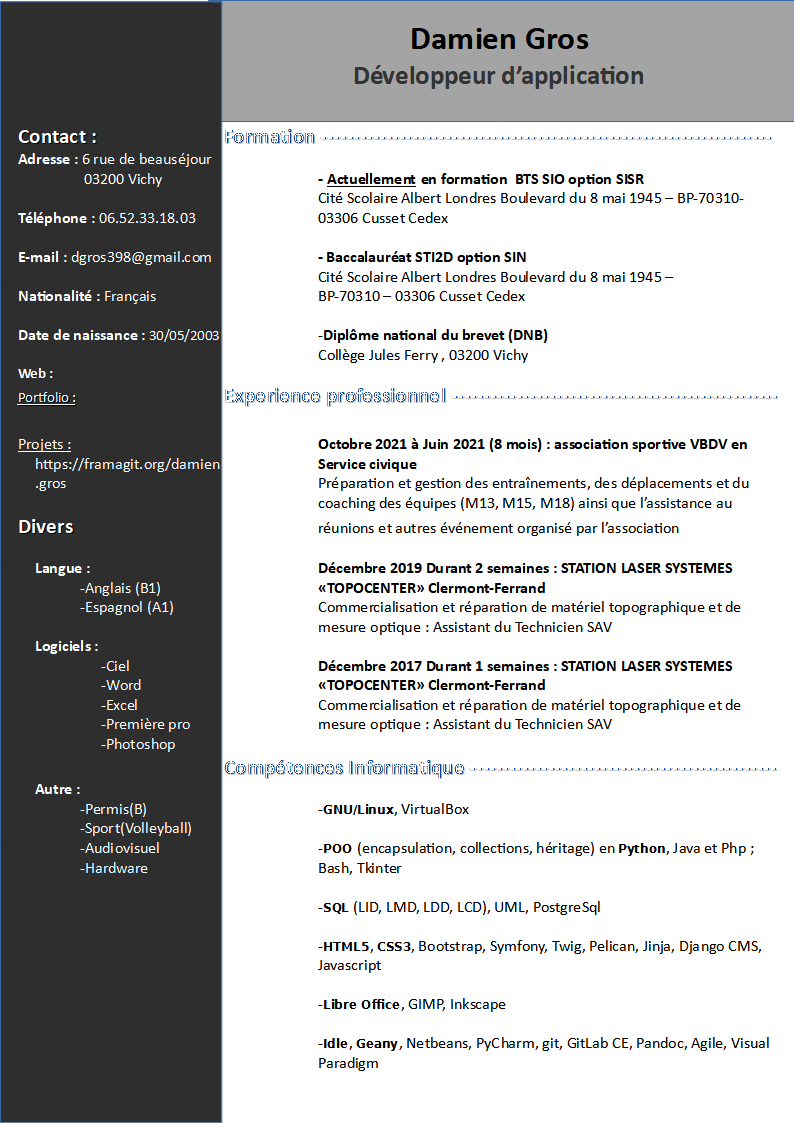 Damien Gros
Développeur d'application
Contact :
Adresse : 6 rue de beauséjour
03200 Vichy
Téléphone : 06.52.33.18.03
E-mail : dgros398@gmail.com
Nationalité : Français
Date de naissance : 30/05/2003
Web :
Portfolio :
Projets :
https://framagit.org/damien
.gros
Divers
Langue :
-Anglais (B1)
-Espagnol (A1)
Logiciels :
-Ciel
-Word
-Excel
-Première pro
-Photoshop
Autre :
-Permis(B)
-Sport(Volleyball)
-Audiovisuel
-Hardware
Formation
- Actuellement en formation BTS SIO option SISR
Cité Scolaire Albert Londres Boulevard du 8 mai 1945 – BP-70310-
03306 Cusset Cedex
- Baccalauréat STI2D option SIN
Cité Scolaire Albert Londres Boulevard du 8 mai 1945 –
BP-70310 – 03306 Cusset Cedex
-Diplôme national du brevet (DNB)
Collège Jules Ferry , 03200 Vichy
Experience professionnel
Octobre 2021 à Juin 2021 (8 mois) : association sportive VBDV en
Service civique
Préparation et gestion des entraînements, des déplacements et du
coaching des équipes (M13, M15, M18) ainsi que l'assistance au
réunions et autres événement organisé par l'association
Décembre 2019 Durant 2 semaines : STATION LASER SYSTEMES
«TOPOCENTER» Clermont-Ferrand
Commercialisation et réparation de matériel topographique et de
mesure optique : Assistant du Technicien SAV
Décembre 2017 Durant 1 semaines : STATION LASER SYSTEMES
«TOPOCENTER» Clermont-Ferrand
Commercialisation et réparation de matériel topographique et de
mesure optique : Assistant du Technicien SAV
Compétences Informatique
-GNU/Linux, VirtualBox
-POO (encapsulation, collections, héritage) en Python, Java et Php ;
Bash, Tkinter
-SQL (LID, LMD, LDD, LCD), UML, PostgreSql
-HTML5, CSS3, Bootstrap, Symfony, Twig, Pelican, Jinja, Django CMS,
Javascript
-Libre Office, GIMP, Inkscape
-Idle, Geany, Netbeans, PyCharm, git, GitLab CE, Pandoc, Agile, Visual
Paradigm